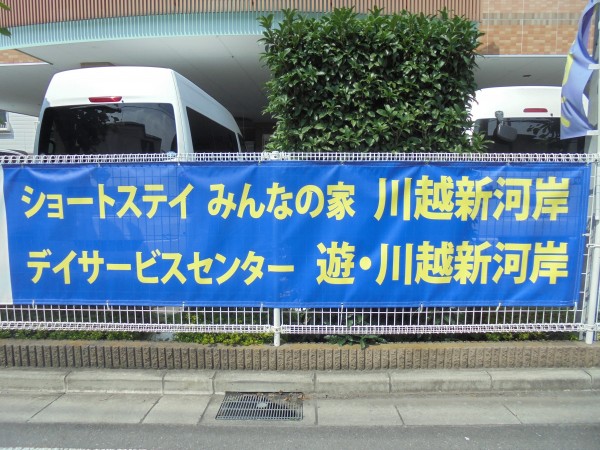 ショートステイ みんなの家 川越新河岸
デイサービスセンター 遊・川越新河岸